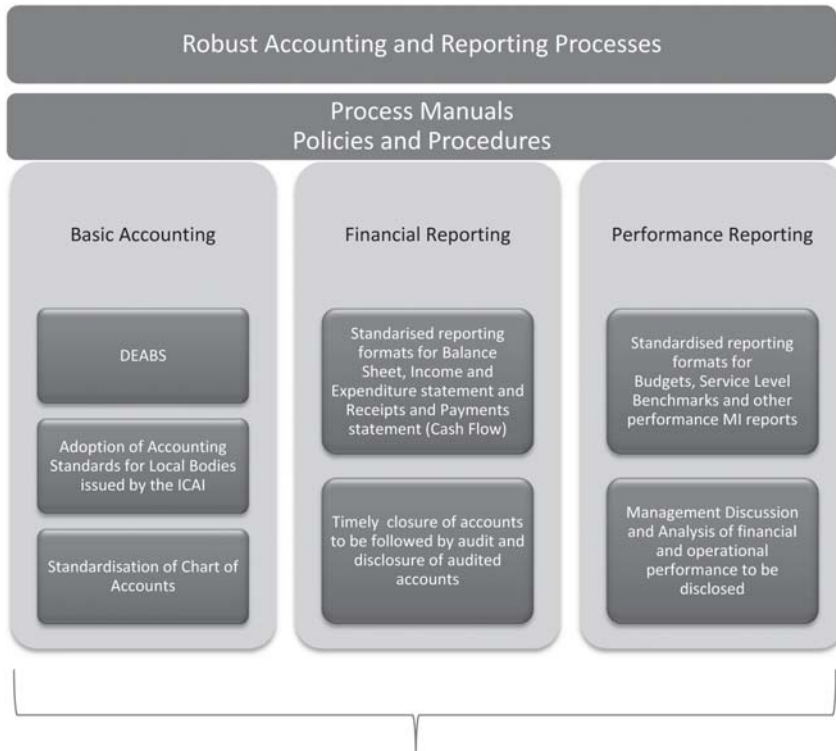 Robust Accounting and Reporting Processes
Process Manuals
Policies and Procedures
Basic Accounting
DEABS
Adoption of Accounting
Standards for Local Bodies
issued by the ICAI
Standardisation of Chart of
Accounts
Financial Reporting
Standarised reporting
formats for Balance
Sheet, Income and
Expenditure statement and
Receipts and Payments
statement (Cash Flow)
Timely closure of accounts
to be followed by audit and
disclosure of audited
accounts
Performance Reporting
Standardised reporting
formats for
Budgets, Service Level
Benchmarks and other
performance MI reports
Management Discussion
and Analysis of financial
and operational
performance to be
disclosed